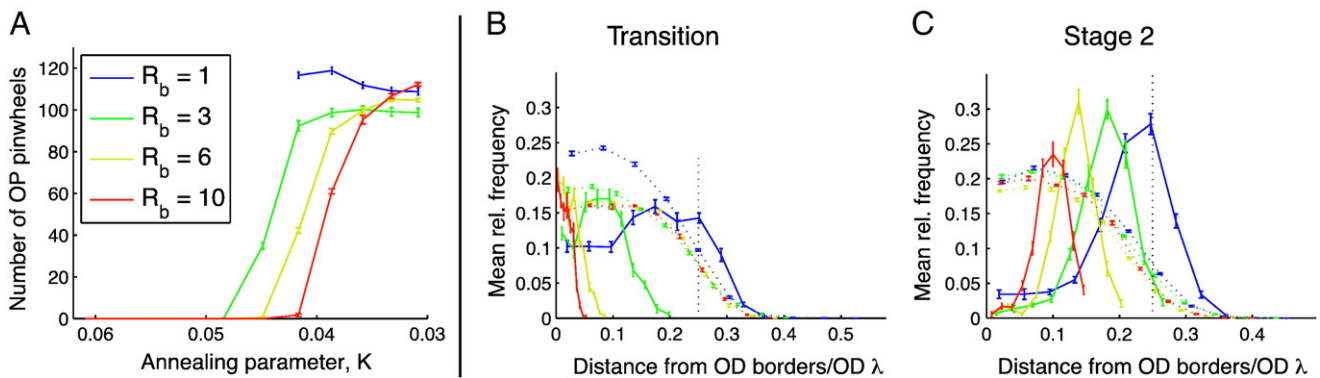 A
Number of OP pinwheels
120
100
80
60
40
20
0
R_b = 1
R_b = 3
R_b = 6
R_b = 10
0.06
0.05
0.04
0.03
Annealing parameter, K
B
Transition
Mean rel. frequency
0.3
0.25
0.2
0.15
0.1
0.05
0
0
0.1
0.2
0.3
0.4
0.5
Distance from OD borders/OD λ
C
Stage 2
Mean rel. frequency
0.3
0.25
0.2
0.15
0.1
0.05
0
0
0.1
0.2
0.3
0.4
Distance from OD borders/OD λ